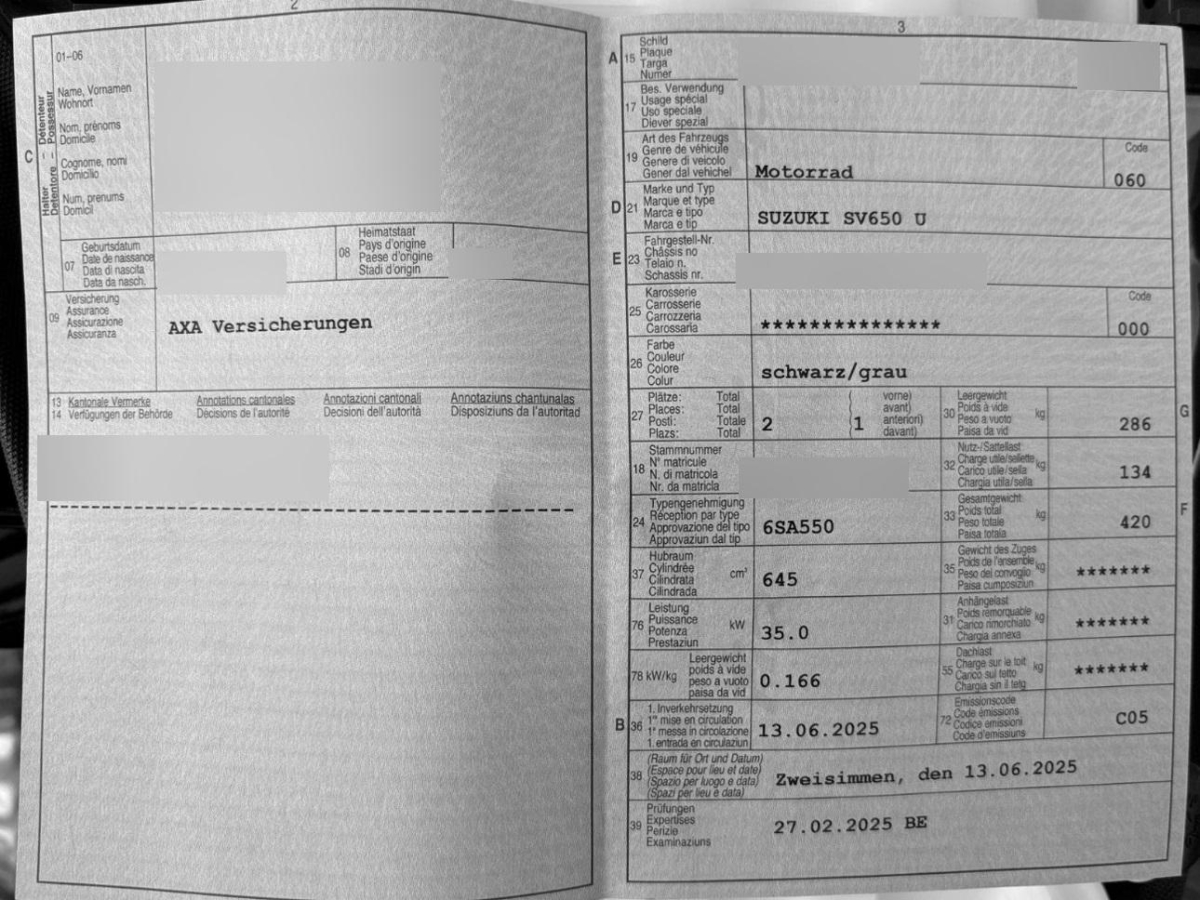 2
01-06
Halter - Détenteur
Detentore - Possessur
C
Name, Vornamen
Wohnort
Nom, prénoms
Domicile
Cognome, nomi
Domicilio
Num, prenums
Domicil
07
Geburtsdatum
Date de naissance
Data di nascita
Data da nasch.
08
Heimatstaat
Pays d'origine
Paese d'origine
Stadi d'origin
09
Versicherung
Assurance
Assicurazione
Assicuranza
AXA Versicherungen
13 Kantonale Vermerke Annotations cantonales Annotazioni cantonali Annotaziuns chantunalas
14 Verfügungen der Behörde Décisions de l'autorité Decisioni dell'autorità Disposiziuns da l'autoritad
3
A 15
Schild
Plaque
Targa
Numer
17
Bes. Verwendung
Usage spécial
Uso speciale
Diever spezial
19
Art des Fahrzeugs
Genre de véhicule
Genere di veicolo
Gener dal vehichel
Motorrad
Code
060
D 21
Marke und Typ
Marque et type
Marca e tipo
Marca e tip
SUZUKI SV650 U
E 23
Fahrgestell-Nr.
Châssis no
Telaio n.
Schassis nr.
25
Karosserie
Carrosserie
Carrozzeria
Carossaria
***************
Code
000
26
Farbe
Couleur
Colore
Colur
schwarz/grau
27
Plätze: Total
Places: Total
Posti: Totale
Plazs: Total
2
( vorne)
avant)
anteriori)
( davant)
1
30
Leergewicht
Poids à vide
Peso a vuoto
Paisa da vid
kg
286
G
18
Stammnummer
N° matricule
N. di matricola
Nr. da matricla
32
Nutz-/Sattellast
Charge utile/sellette
Carico utile/sella
Chargia utila/sella
kg
134
24
Typengenehmigung
Réception par type
Approvazione del tipo
Approvaziun dal tip
6SA550
33
Gesamtgewicht
Poids total
Peso totale
Paisa totala
kg
420
F
37
Hubraum
Cylindrée
Cilindrata
Cilindrada
cm³
645
35
Gewicht des Zuges
Poids de l'ensemble
Peso del convoglio
Paisa cumposiziun
kg
*******
76
Leistung
Puissance
Potenza
Prestaziun
kW
35.0
31
Anhängelast
Poids remorquable
Carico rimorchiato
Chargia annexa
kg
*******
78 kW/kg
Leergewicht
poids à vide
peso a vuoto
paisa da vid
0.166
55
Dachlast
Charge sur le toit
Carico sul tetto
Chargia sin il tetg
kg
*******
B 36
1. Inverkehrsetzung
1re mise en circulation
1a messa in circolazione
1. entrada en circulaziun
13.06.2025
72
Emissionscode
Code émissions
Codice emissioni
Code d'emissiuns
C05
38
(Raum für Ort und Datum)
(Espace pour lieu et date)
(Spazio per luogo e data)
(Spazi per lieu e data)
Zweisimmen, den 13.06.2025
39
Prüfungen
Expertises
Perizie
Examinaziuns
27.02.2025 BE